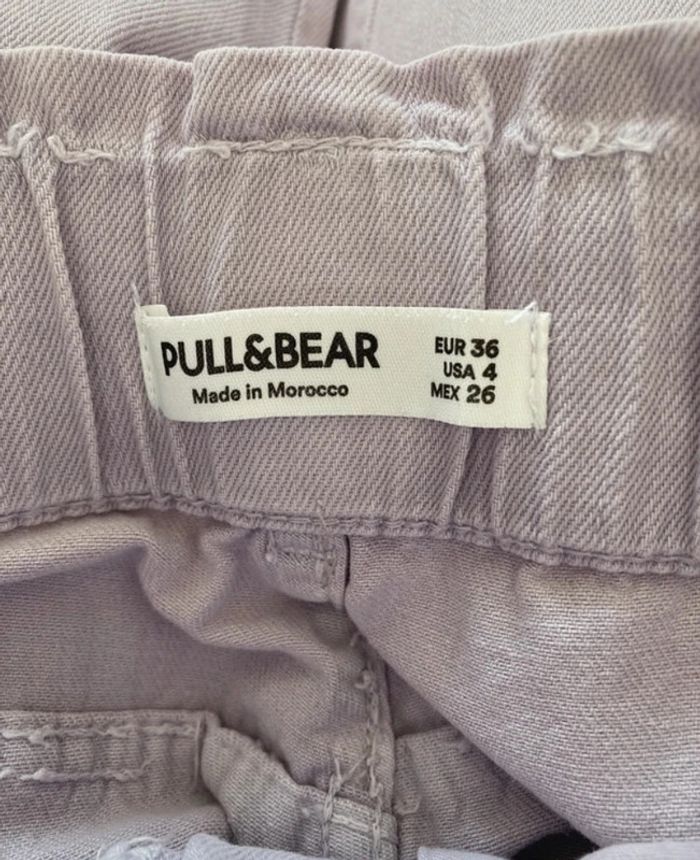 PULL&BEAR
Made in Morocco
EUR 36
USA 4
MEX 26